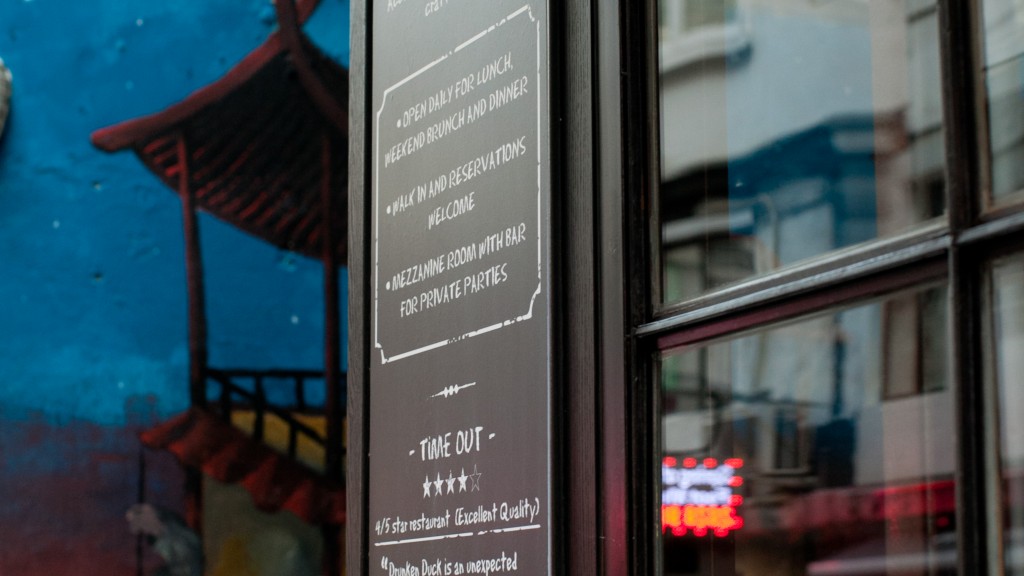 • OPEN DAILY FOR LUNCH,
WEEKEND BRUNCH AND DINNER
• WALK IN AND RESERVATIONS
WELCOME
• MEZZANINE ROOM WITH BAR
FOR PRIVATE PARTIES
- TIME OUT -
★★★★☆
4/5 star restaurant (Excellent Quality)
"Drunken Duck is an unexpected